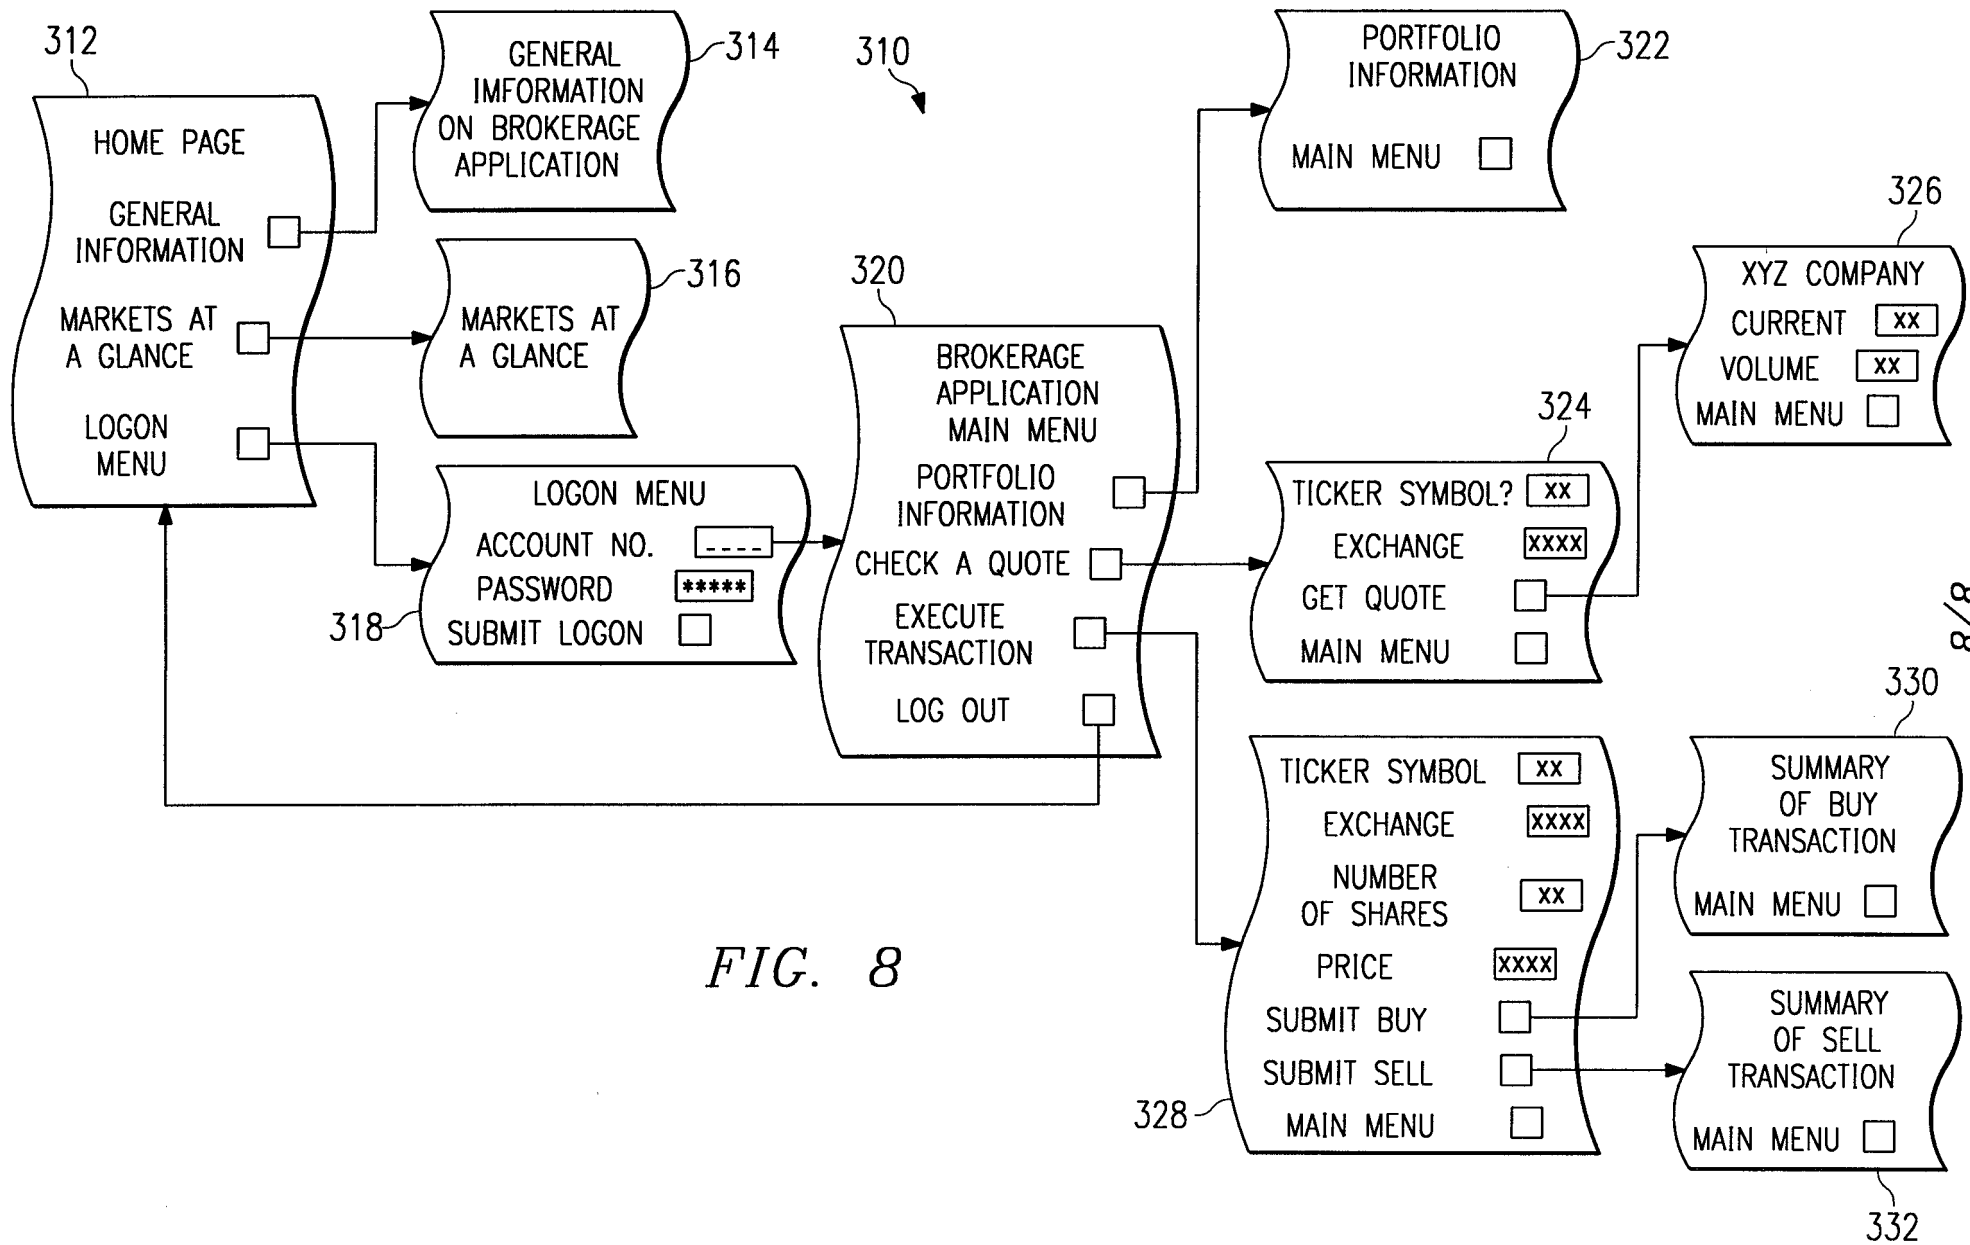 312
HOME PAGE
GENERAL
INFORMATION
MARKETS AT
A GLANCE
LOGON
MENU
GENERAL
IMFORMATION
ON BROKERAGE
APPLICATION
314
MARKETS AT
A GLANCE
316
LOGON MENU
ACCOUNT NO. _ _ _ _
PASSWORD *****
SUBMIT LOGON
318
310
320
BROKERAGE
APPLICATION
MAIN MENU
PORTFOLIO
INFORMATION
CHECK A QUOTE
EXECUTE
TRANSACTION
LOG OUT
PORTFOLIO
INFORMATION
MAIN MENU
322
324
TICKER SYMBOL? XX
EXCHANGE XXXX
GET QUOTE
MAIN MENU
326
XYZ COMPANY
CURRENT XX
VOLUME XX
MAIN MENU
8/8
TICKER SYMBOL XX
EXCHANGE XXXX
NUMBER
OF SHARES XX
PRICE XXXX
SUBMIT BUY
SUBMIT SELL
MAIN MENU
328
330
SUMMARY
OF BUY
TRANSACTION
MAIN MENU
SUMMARY
OF SELL
TRANSACTION
MAIN MENU
332
FIG. 8